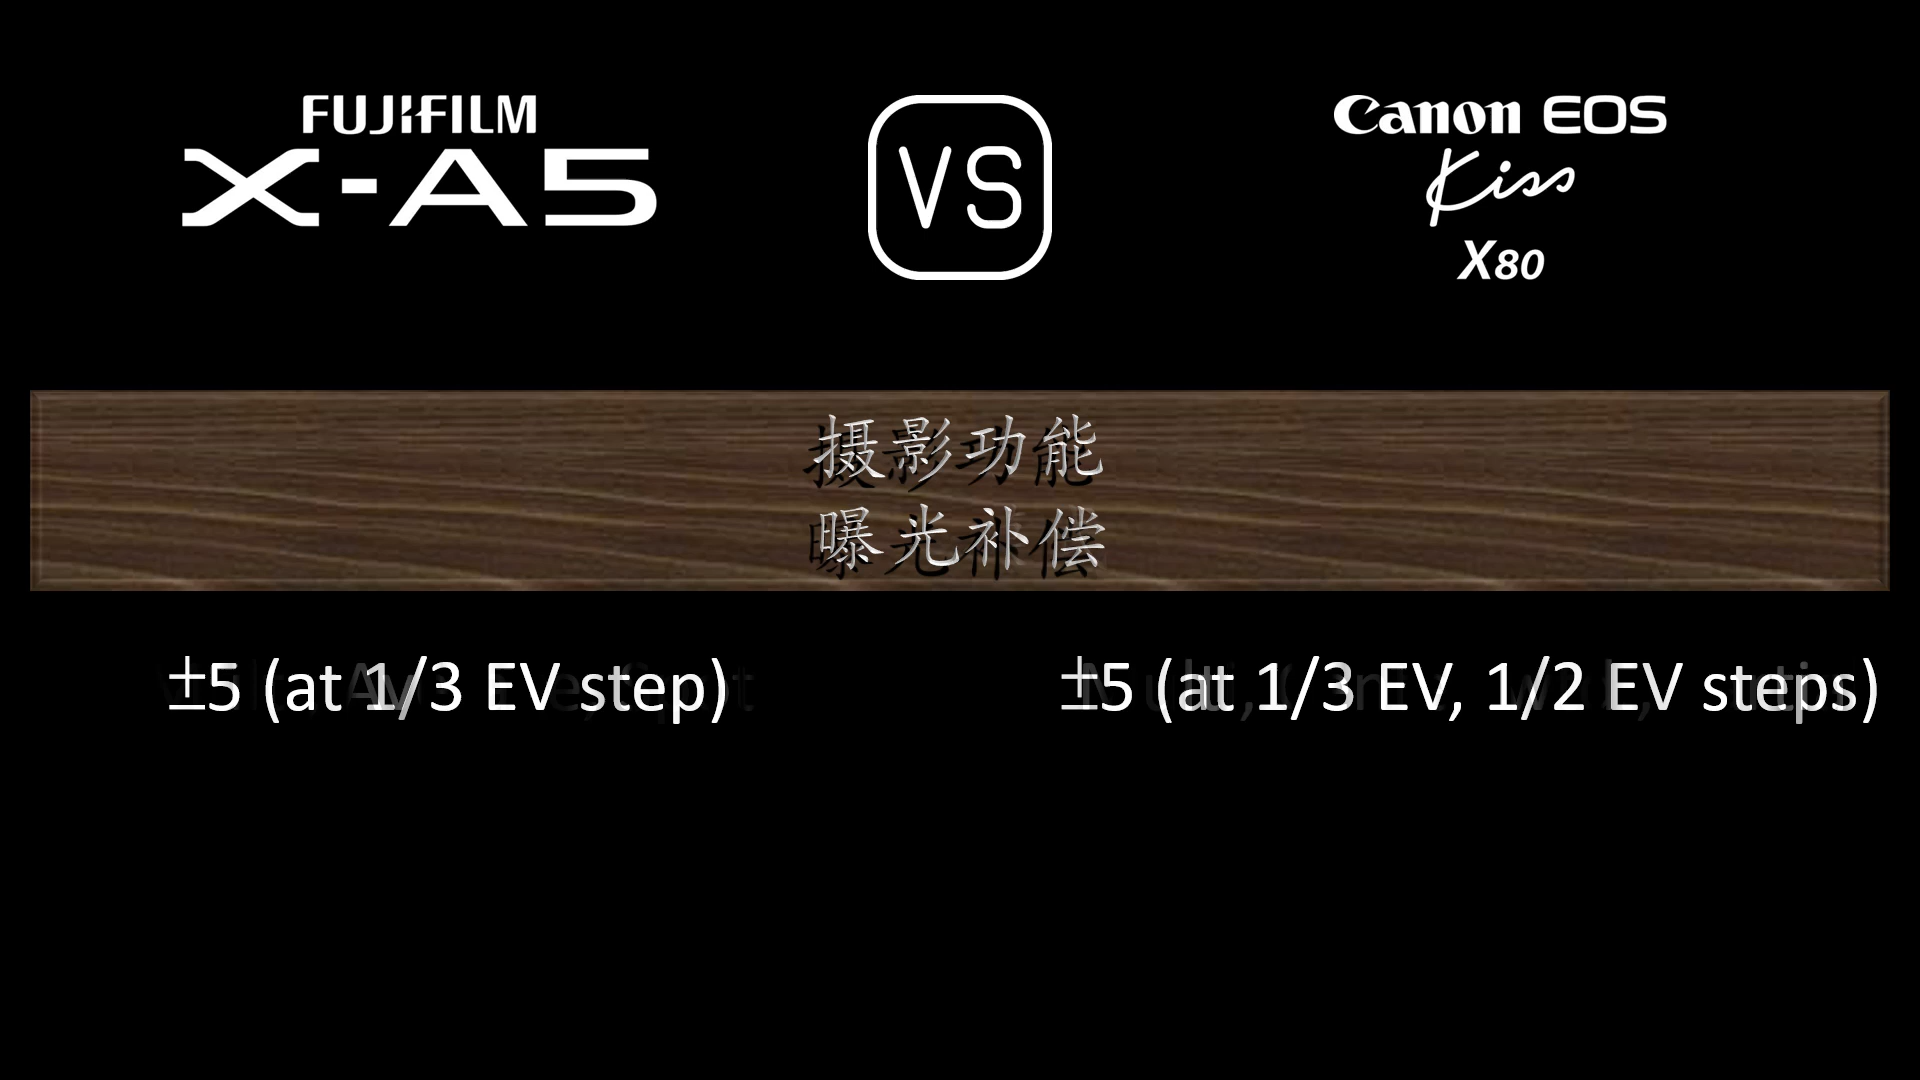 FUJIFILM
X-A5
VS
Canon EOS
Kiss
X80
摄影功能
曝光补偿
±5 (at 1/3 EV step)
±5 (at 1/3 EV, 1/2 EV steps)